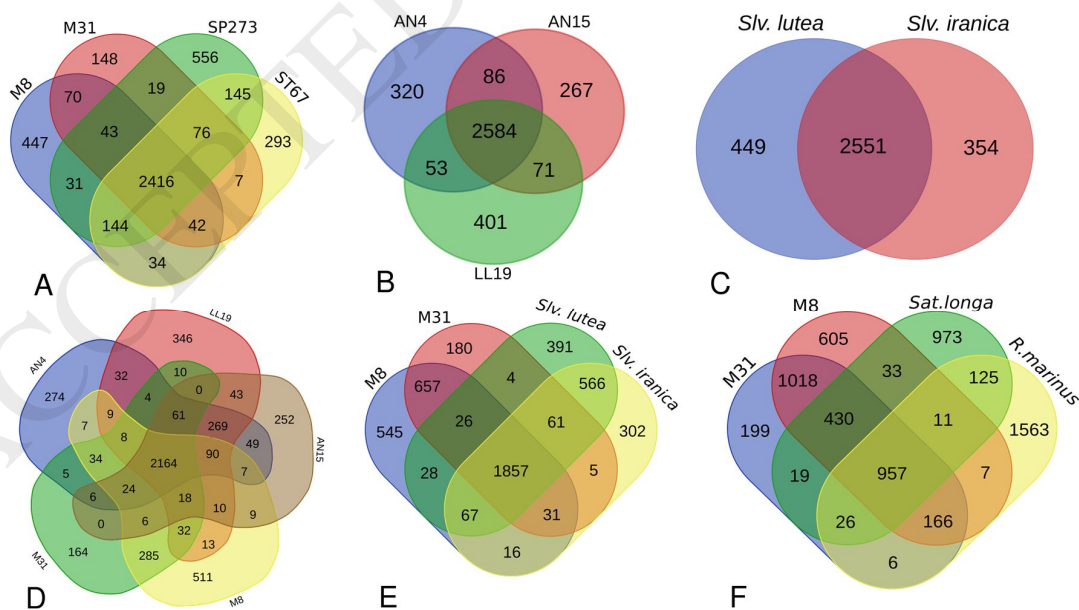 M31 SP273
M8 ST67
148 556
70 19 145
447 43 76 293
31 2416 7
144 42
34
A
AN4 AN15
320 86 267
2584
53 71
401
LL19
B
Slv. lutea Slv. iranica
449 2551 354
C
LL19
AN4
346
32 10
274 4 0 43
7 9 61 252
8 269
49
34 2164 90 7
AN15
5
6 24 18
0 6 32 10 9
164 285 13
511
M31
M8
D
M31 Slv. lutea
M8 Slv. iranica
180 391
657 4 566
545 26 61 302
28 1857 5
67 31
16
E
M8 Sat.longa
M31 R.marinus
605 973
1018 33 125
199 430 11 1563
19 957 7
26 166
6
F
ACCEPTED